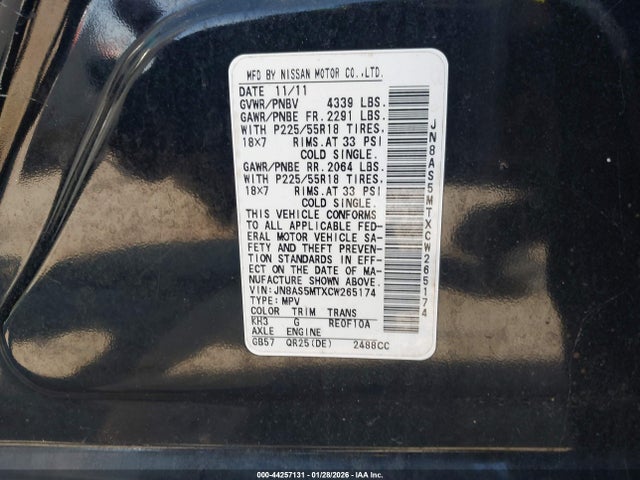 MFD BY NISSAN MOTOR CO.,LTD.
DATE 11/11
GVWR/PNBV 4339 LBS.
GAWR/PNBE FR. 2291 LBS.
WITH P225/55R18 TIRES.
18X7 RIMS. AT 33 PSI
COLD SINGLE.
GAWR/PNBE RR. 2064 LBS.
WITH P225/55R18 TIRES.
18X7 RIMS. AT 33 PSI
COLD SINGLE.
THIS VEHICLE CONFORMS
TO ALL APPLICABLE FED-
ERAL MOTOR VEHICLE SA-
FETY AND THEFT PREVEN-
TION STANDARDS IN EFF-
ECT ON THE DATE OF MA-
NUFACTURE SHOWN ABOVE.
VIN: JN8AS5MTXCW265174
TYPE: MPV
COLOR TRIM TRANS
KH3 G RE0F10A
AXLE ENGINE
GB57 QR25(DE) 2488CC
JN8AS5MTXCW265174
000-44257131 | 01/28/2026 - Copyright © 2026 IAA, Inc.